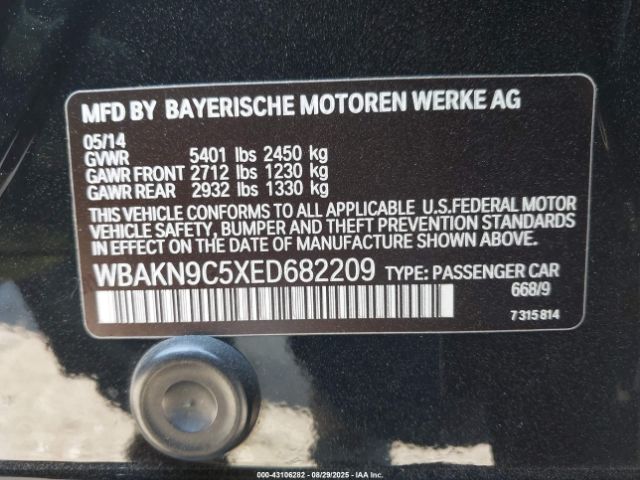 MFD BY BAYERISCHE MOTOREN WERKE AG
05/14
GVWR 5401 lbs 2450 kg
GAWR FRONT 2712 lbs 1230 kg
GAWR REAR 2932 lbs 1330 kg
THIS VEHICLE CONFORMS TO ALL APPLICABLE U.S.FEDERAL MOTOR
VEHICLE SAFETY, BUMPER AND THEFT PREVENTION STANDARDS
IN EFFECT ON THE DATE OF MANUFACTURE SHOWN ABOVE.
WBAKN9C5XED682209 TYPE: PASSENGER CAR
668/9
7 315 814
000-43106282 - 08/29/2025 - IAA Inc.